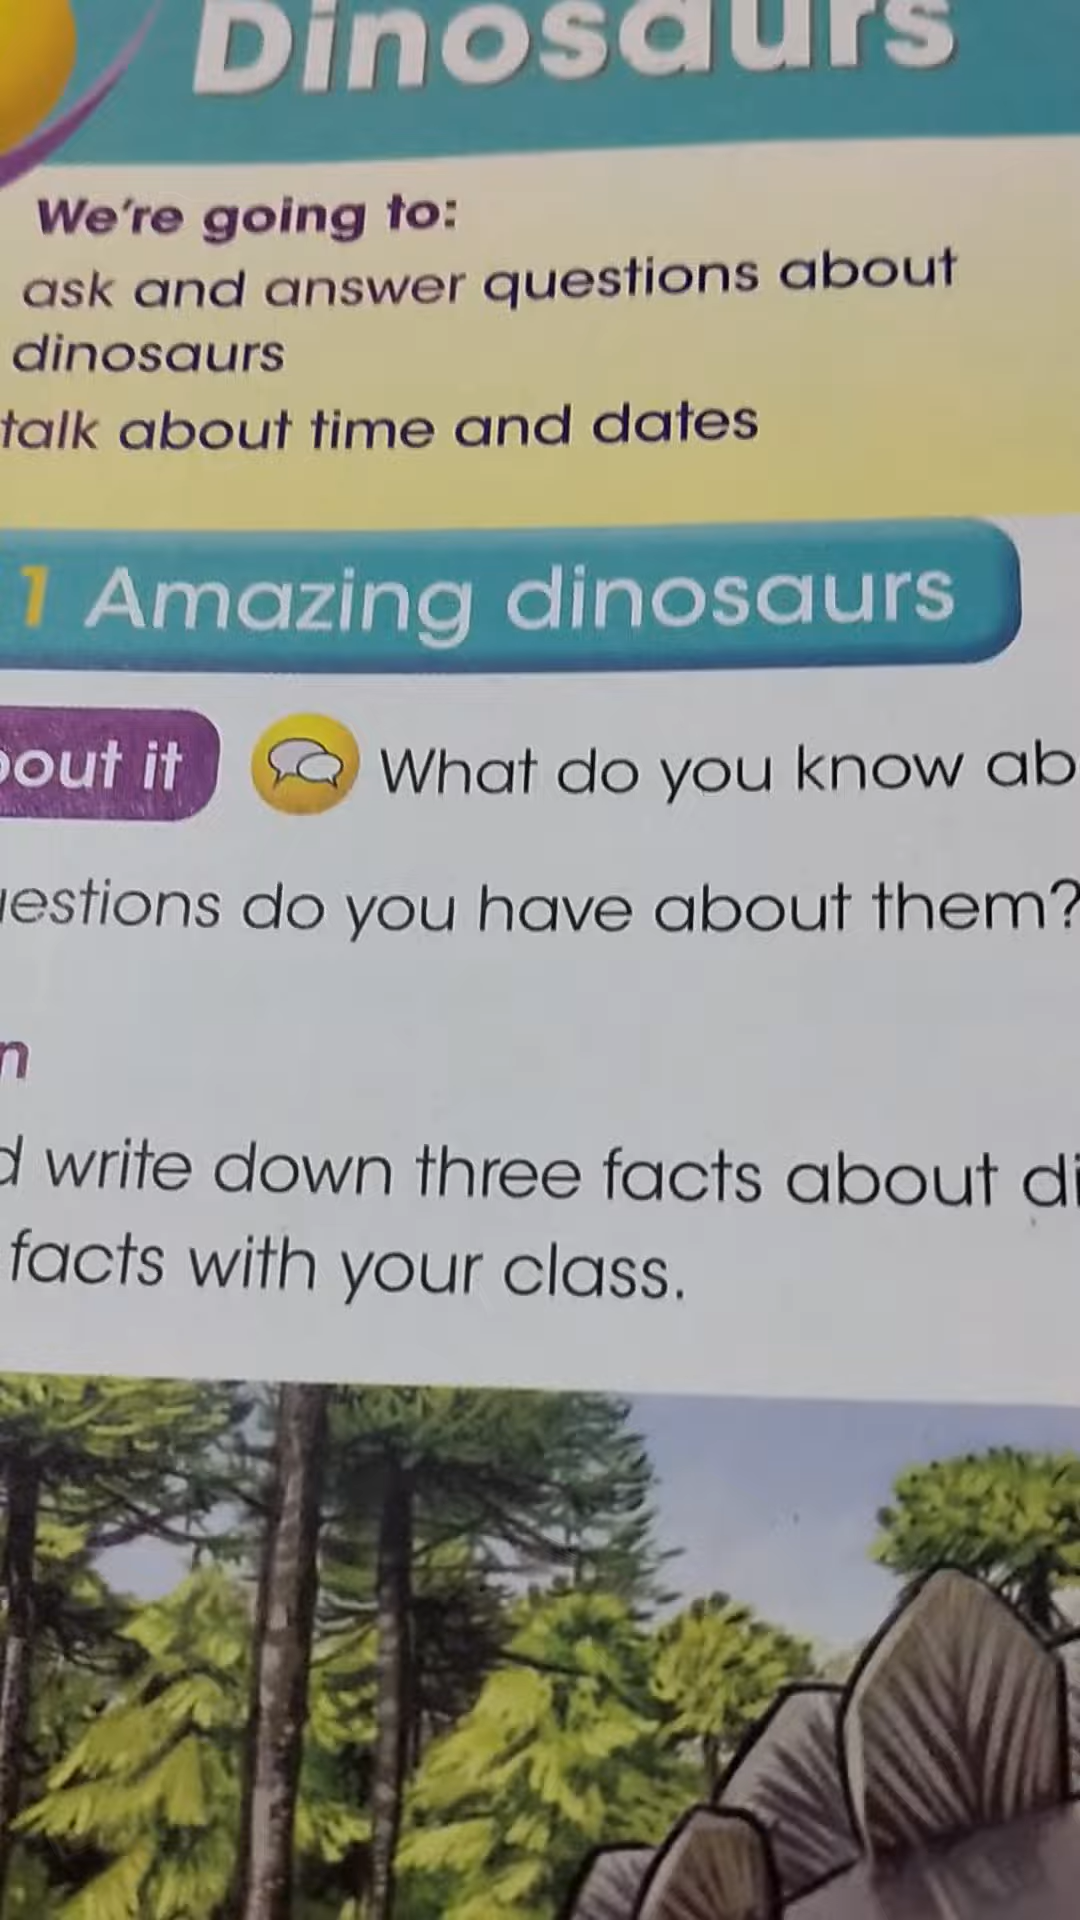 Dinosaurs
We're going to:
ask and answer questions about
dinosaurs
talk about time and dates
1 Amazing dinosaurs
out it
What do you know ab
estions do you have about them?
n
d write down three facts about di
facts with your class.